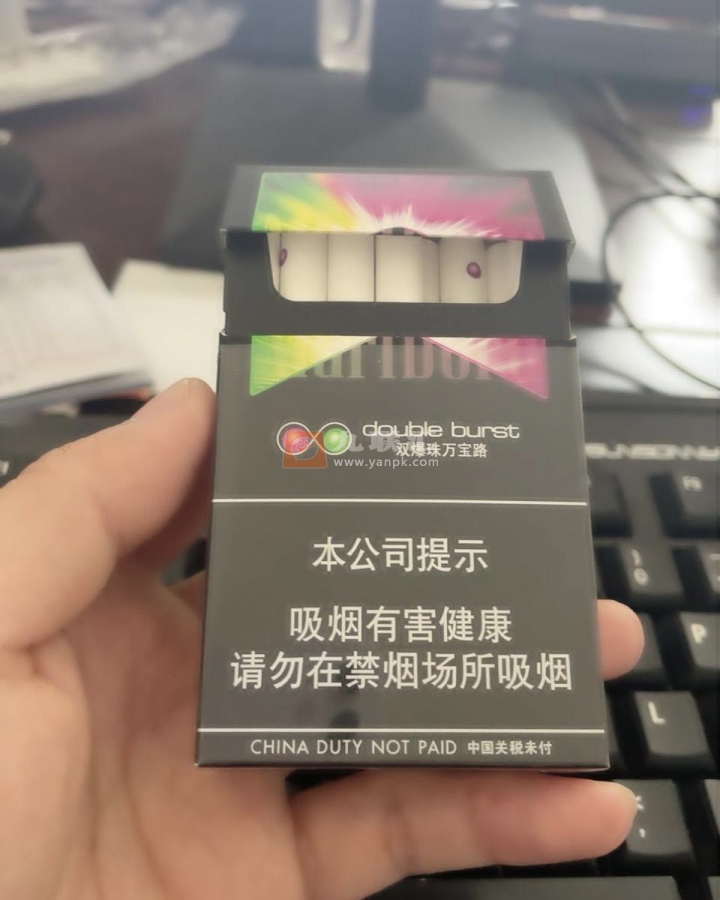 double burst
双爆珠万宝路
www.yanpk.com
本公司提示
吸烟有害健康
请勿在禁烟场所吸烟
CHINA DUTY NOT PAID 中国关税未付
P
L